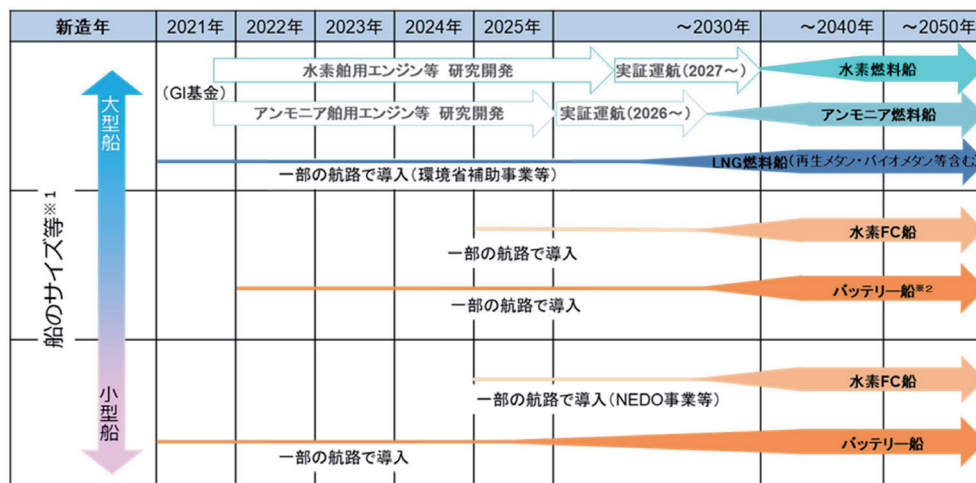 新造年 2021年 2022年 2023年 2024年 2025年 ～2030年 ～2040年 ～2050年
船のサイズ等※1
大型船
小型船
水素舶用エンジン等 研究開発 実証運航(2027～) 水素燃料船
(GI基金)
アンモニア舶用エンジン等 研究開発 実証運航(2026～) アンモニア燃料船
LNG燃料船(再生メタン・バイオメタン等含む)
一部の航路で導入(環境省補助事業等)
水素FC船
一部の航路で導入
バッテリー船※2
一部の航路で導入
水素FC船
一部の航路で導入(NEDO事業等)
バッテリー船
一部の航路で導入